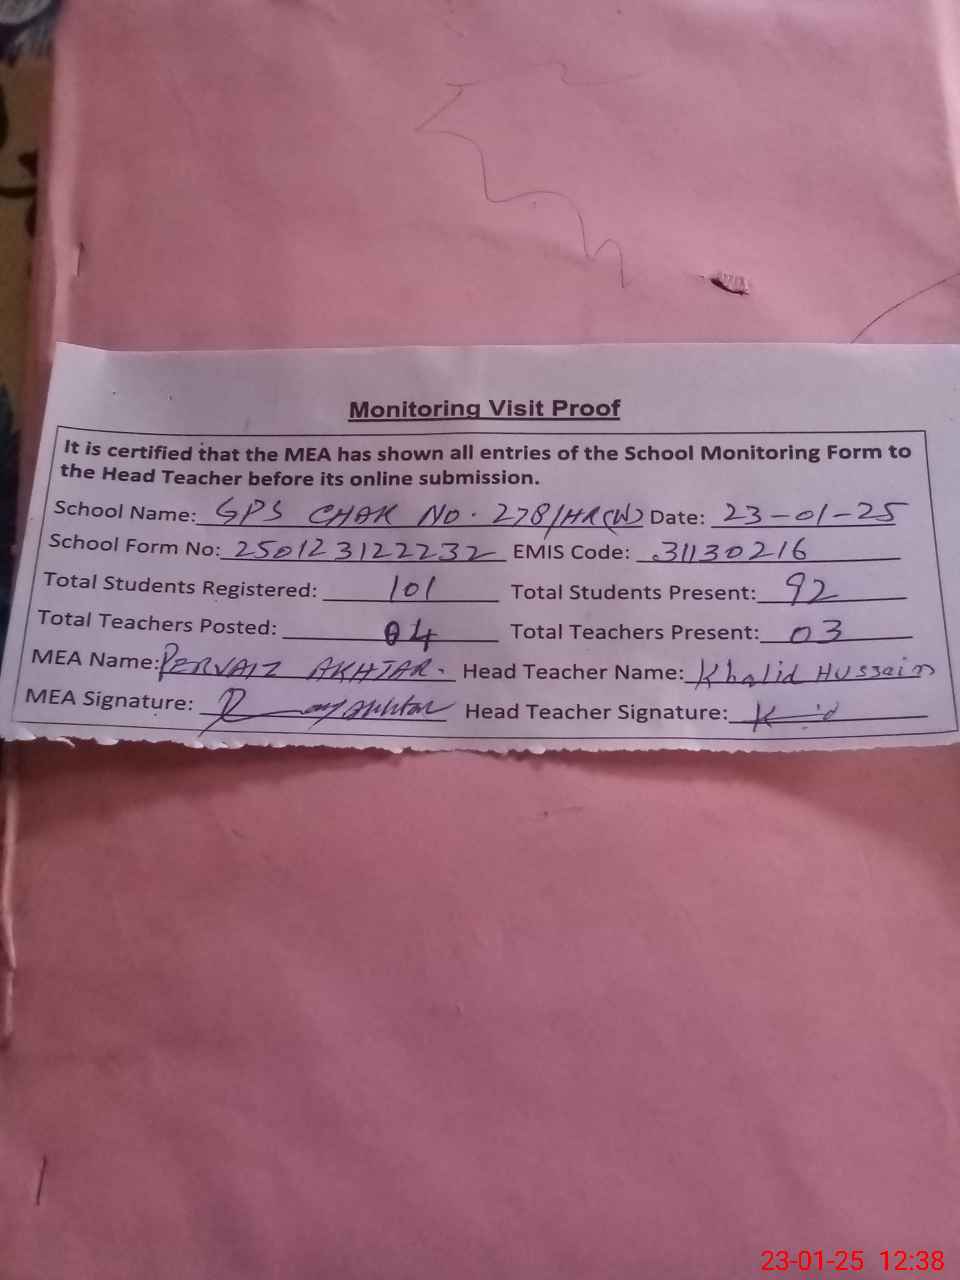 Monitoring Visit Proof
It is certified that the MEA has shown all entries of the School Monitoring Form to
the Head Teacher before its online submission.
School Name: GPS CHAK NO. 278/HR(W) Date: 23-01-25
School Form No: 250123122232 EMIS Code: 31130216
Total Students Registered: 101 Total Students Present: 92
Total Teachers Posted: 04 Total Teachers Present: 03
MEA Name: PERVAIZ AKHTAR. Head Teacher Name: Khalid Hussain
MEA Signature: Head Teacher Signature:
23-01-25 12:38